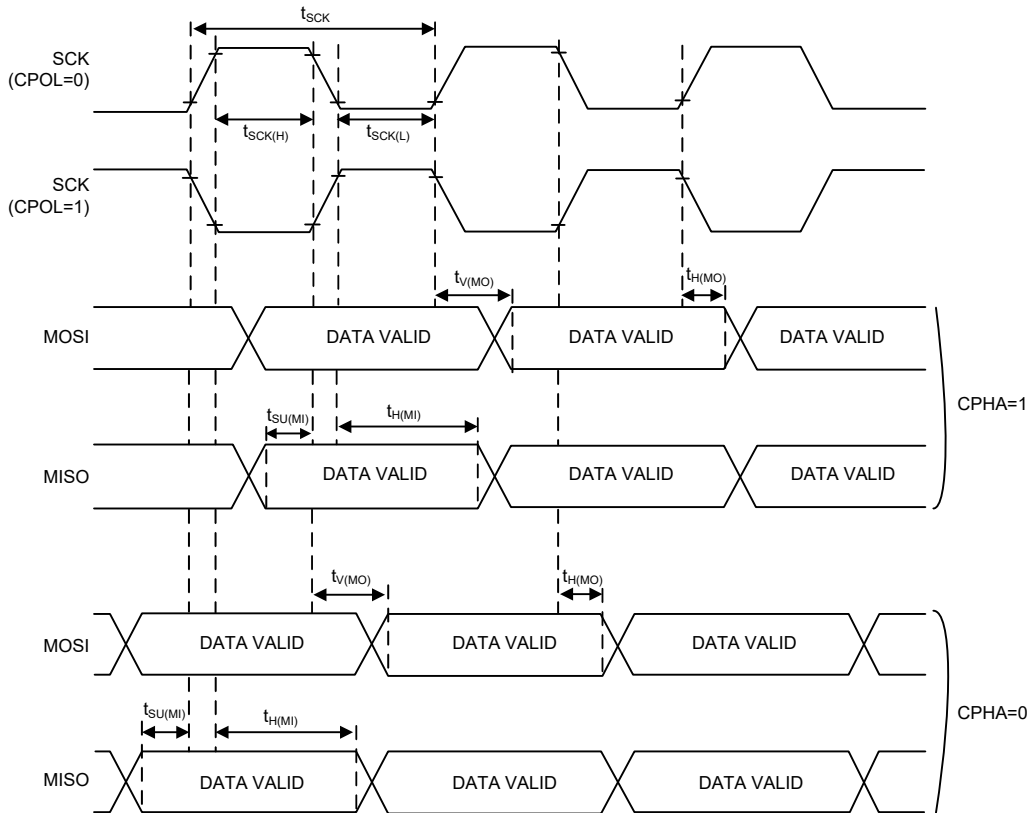 tSCK
SCK
(CPOL=0)
tSCK(H)
tSCK(L)
SCK
(CPOL=1)
tV(MO)
tH(MO)
MOSI
DATA VALID
DATA VALID
DATA VALID
CPHA=1
tSU(MI)
tH(MI)
MISO
DATA VALID
DATA VALID
DATA VALID
tV(MO)
tH(MO)
MOSI
DATA VALID
DATA VALID
DATA VALID
CPHA=0
tSU(MI)
tH(MI)
MISO
DATA VALID
DATA VALID
DATA VALID